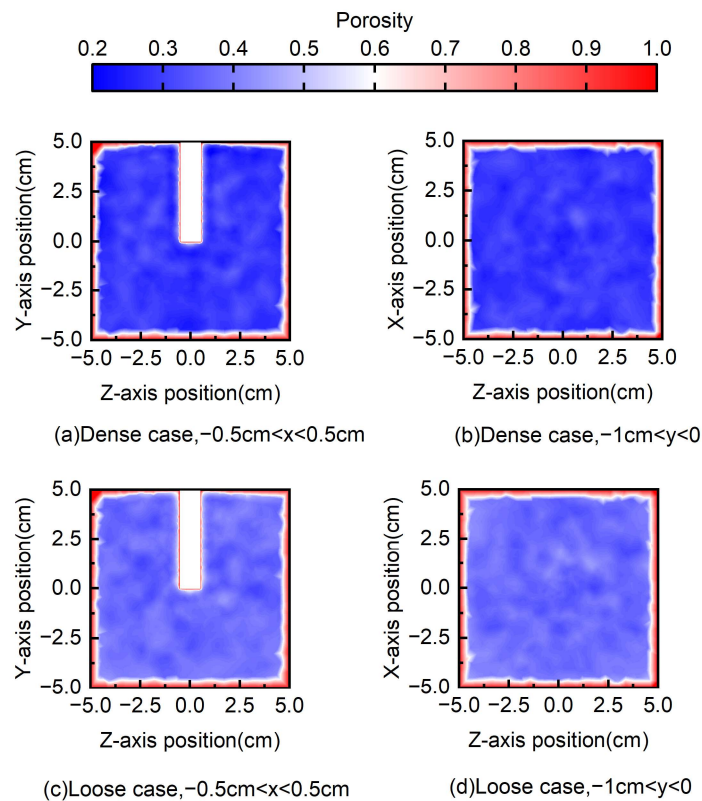 Porosity
0.2 0.3 0.4 0.5 0.6 0.7 0.8 0.9 1.0
5.0 2.5 0.0 −2.5 −5.0
Y-axis position(cm)
−5.0 −2.5 0.0 2.5 5.0
Z-axis position(cm)
(a)Dense case,−0.5cm<x<0.5cm
5.0 2.5 0.0 −2.5 −5.0
X-axis position(cm)
−5.0 −2.5 0.0 2.5 5.0
Z-axis position(cm)
(b)Dense case,−1cm<y<0
5.0 2.5 0.0 −2.5 −5.0
Y-axis position(cm)
−5.0 −2.5 0.0 2.5 5.0
Z-axis position(cm)
(c)Loose case,−0.5cm<x<0.5cm
5.0 2.5 0.0 −2.5 −5.0
X-axis position(cm)
−5.0 −2.5 0.0 2.5 5.0
Z-axis position(cm)
(d)Loose case,−1cm<y<0